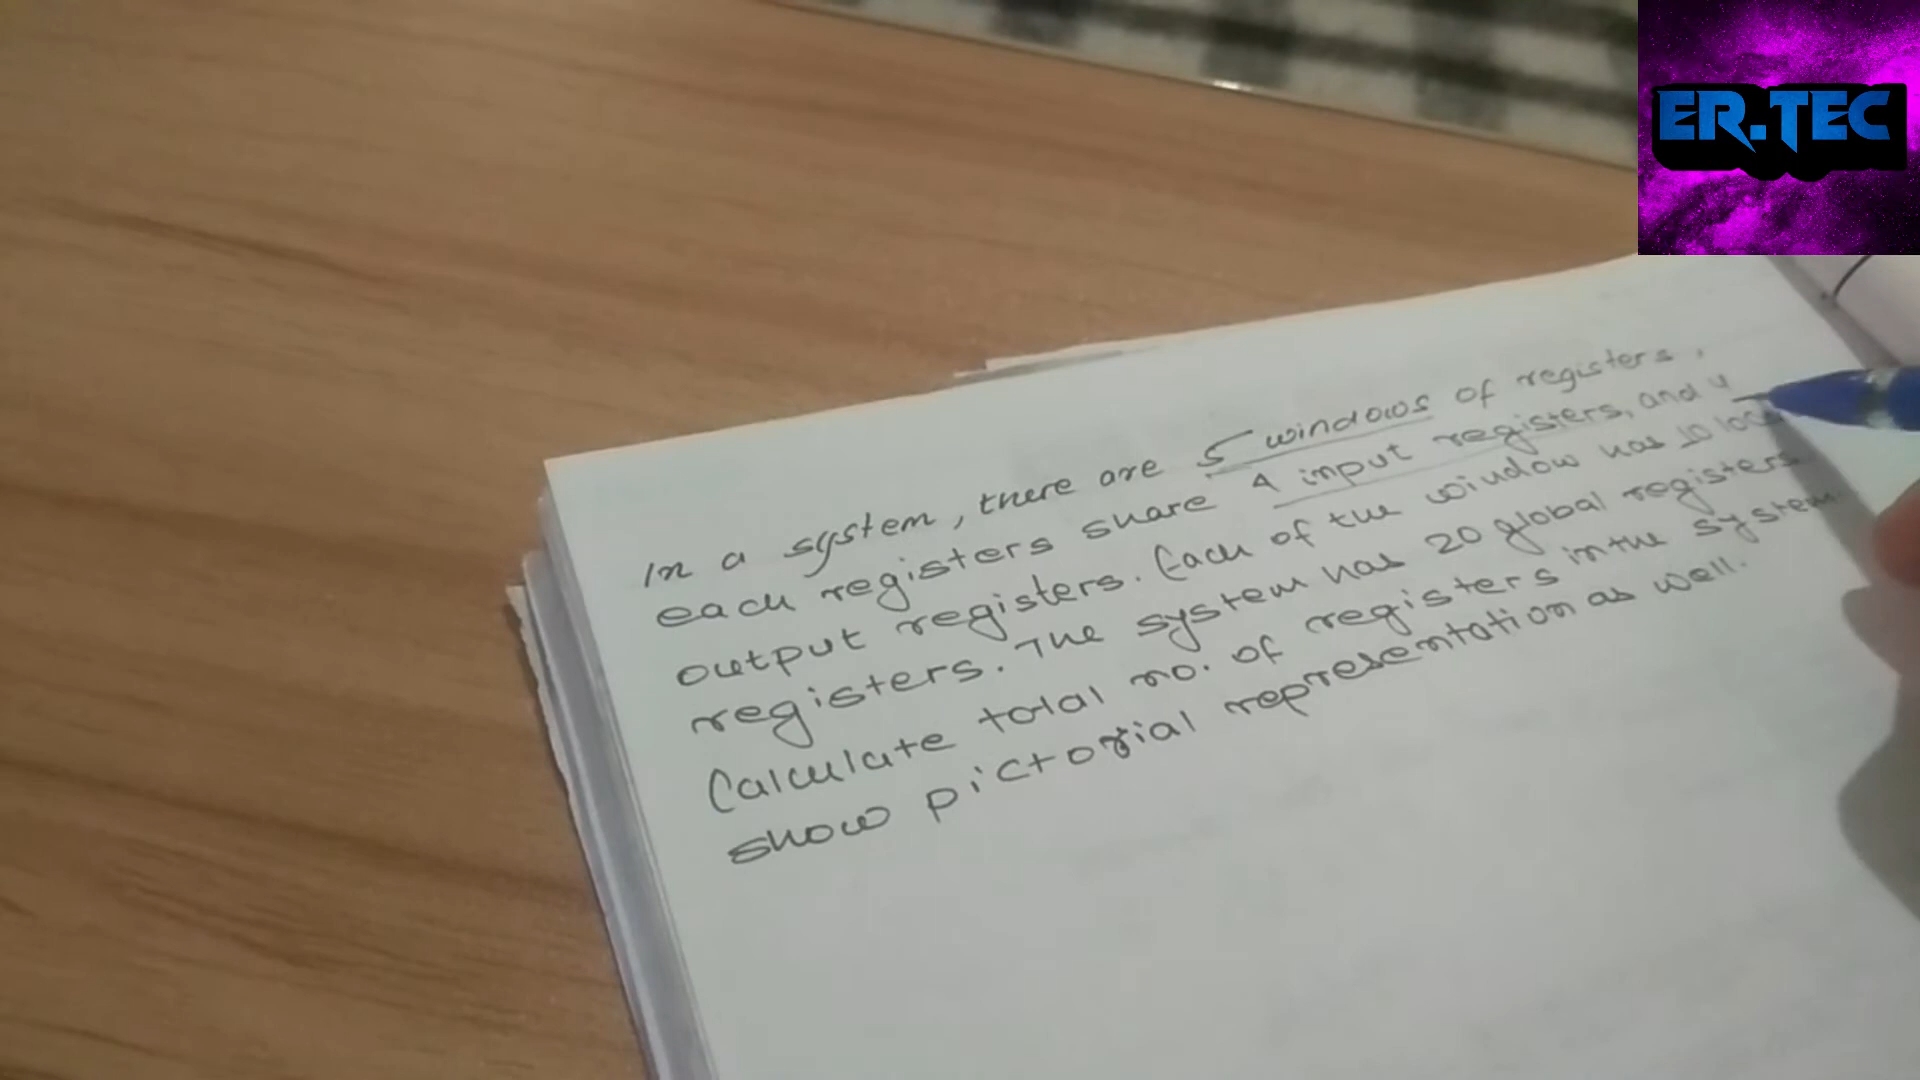 ER.TEC
In a system, there are 5 windows of registers,
each registers share 4 input registers, and 4
output registers. Each of the window has 10 local
registers. The system has 20 global registers.
Calculate total no. of registers in the system.
show pictorial representation as well.